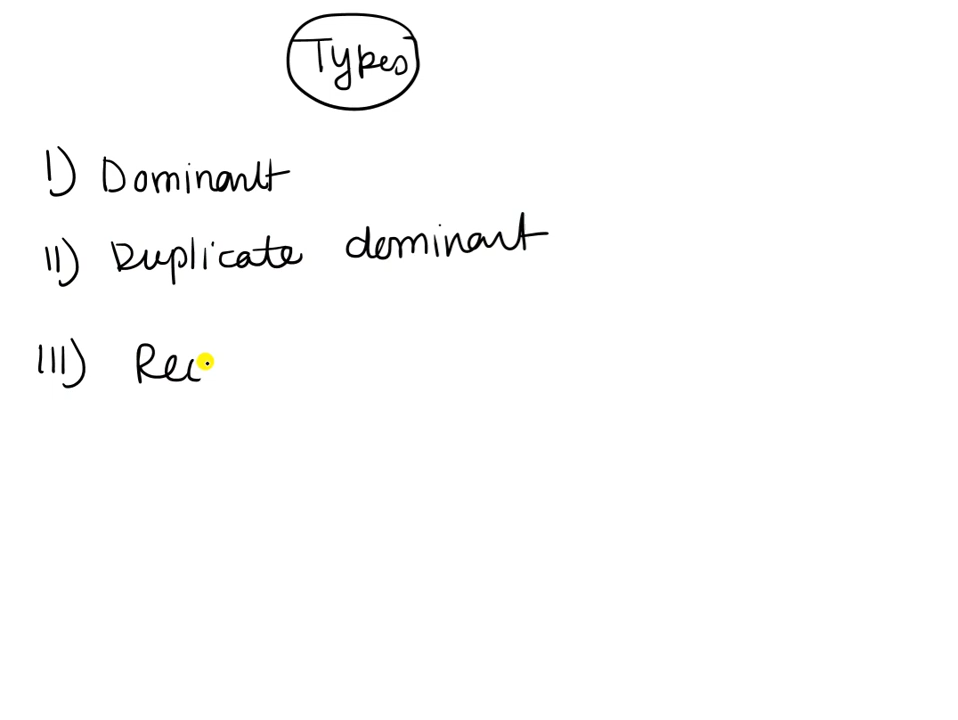 Types
I) Dominant
II) Duplicate dominant
III) Rec